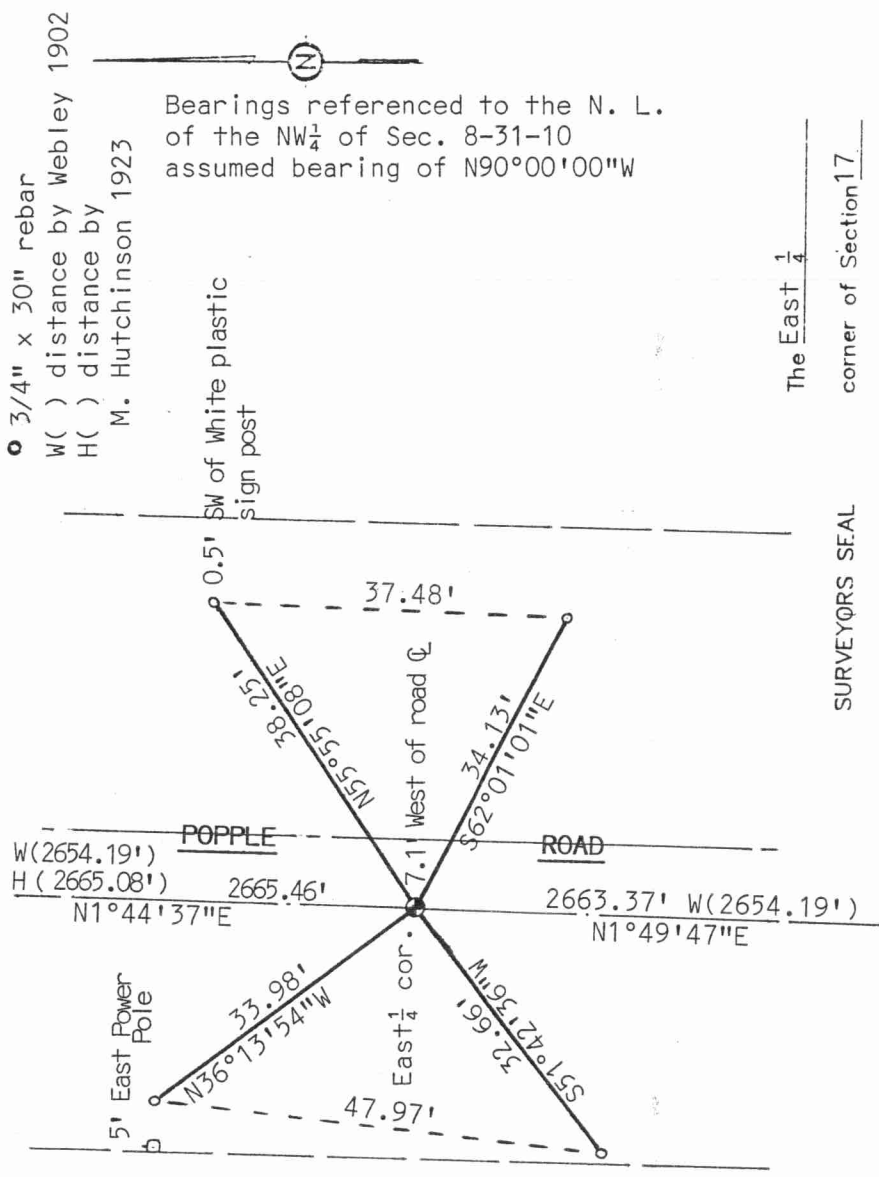 o 3/4" x 30" rebar
W( ) distance by Webley 1902
H( ) distance by
M. Hutchinson 1923
N
Bearings referenced to the N. L.
of the NW¼ of Sec. 8-31-10
assumed bearing of N90°00'00"W
0.5' SW of White plastic
sign post
37.48'
38.25'
N55°55'08"E
34.13'
S62°01'01"E
7.1' West of road ℄
POPPLE ROAD
W(2654.19')
H(2665.08')
2665.46'
N1°44'37"E
2663.37' W(2654.19')
N1°49'47"E
East ¼ cor.
33.98'
N36°13'54"W
32.66'
S51°42'36"W
5' East Power
Pole
47.97'
The East ¼
corner of Section 17
SURVEYORS SEAL